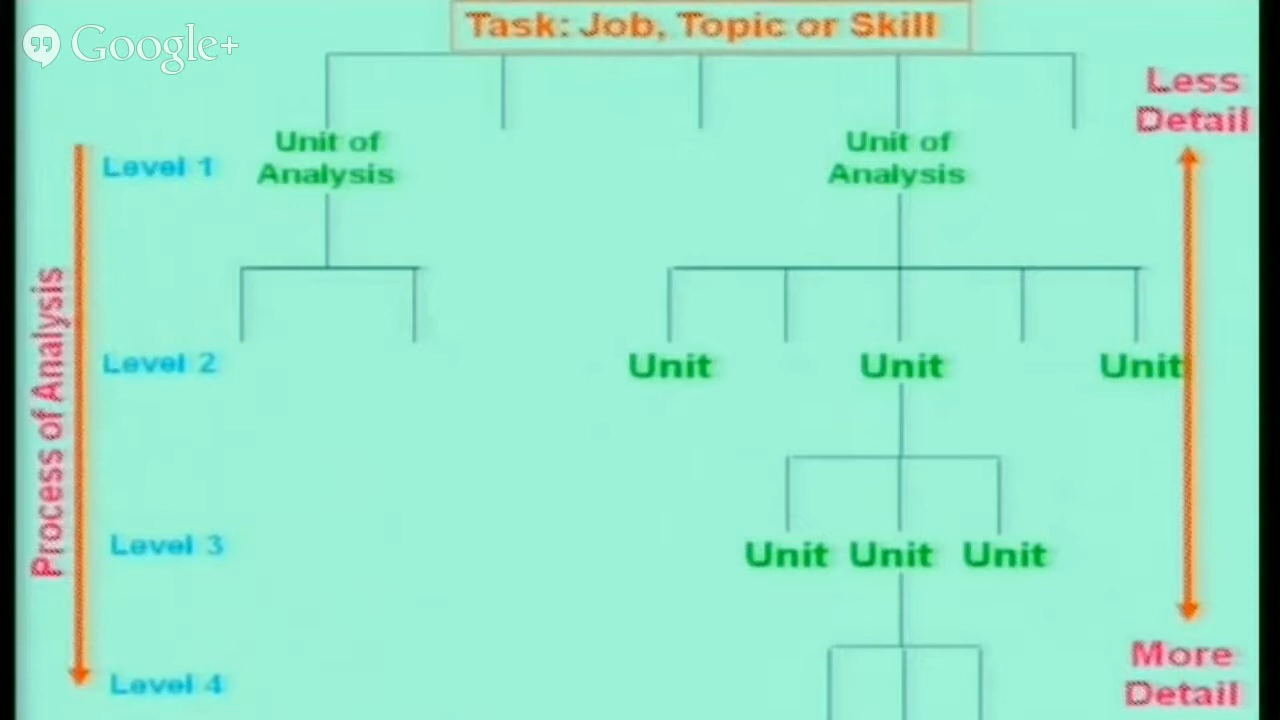 Google+
Task: Job, Topic or Skill
Less
Detail
Unit of
Analysis
Unit of
Analysis
Level 1
Process of Analysis
Level 2
Unit
Unit
Unit
Level 3
Unit
Unit
Unit
Level 4
More
Detail